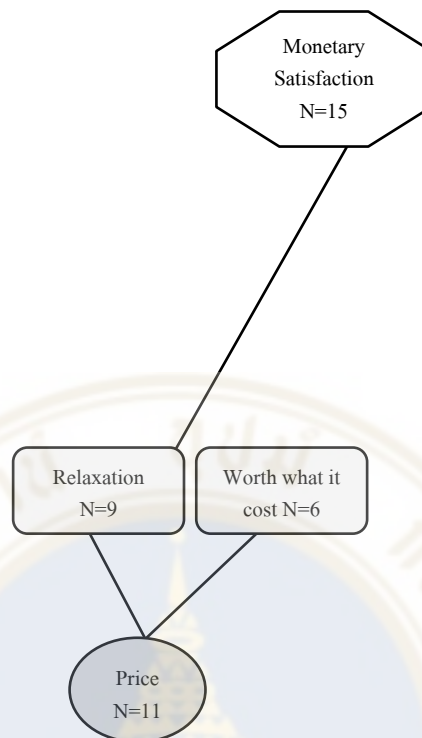 Monetary
Satisfaction
N=15
Relaxation
N=9
Worth what it
cost N=6
Price
N=11